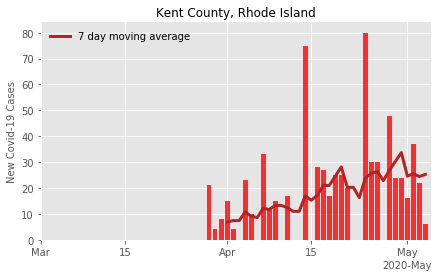 Kent County, Rhode Island
7 day moving average
New Covid-19 Cases
80
70
60
50
40
30
20
10
0
Mar 15 Apr 15 May
2020-May